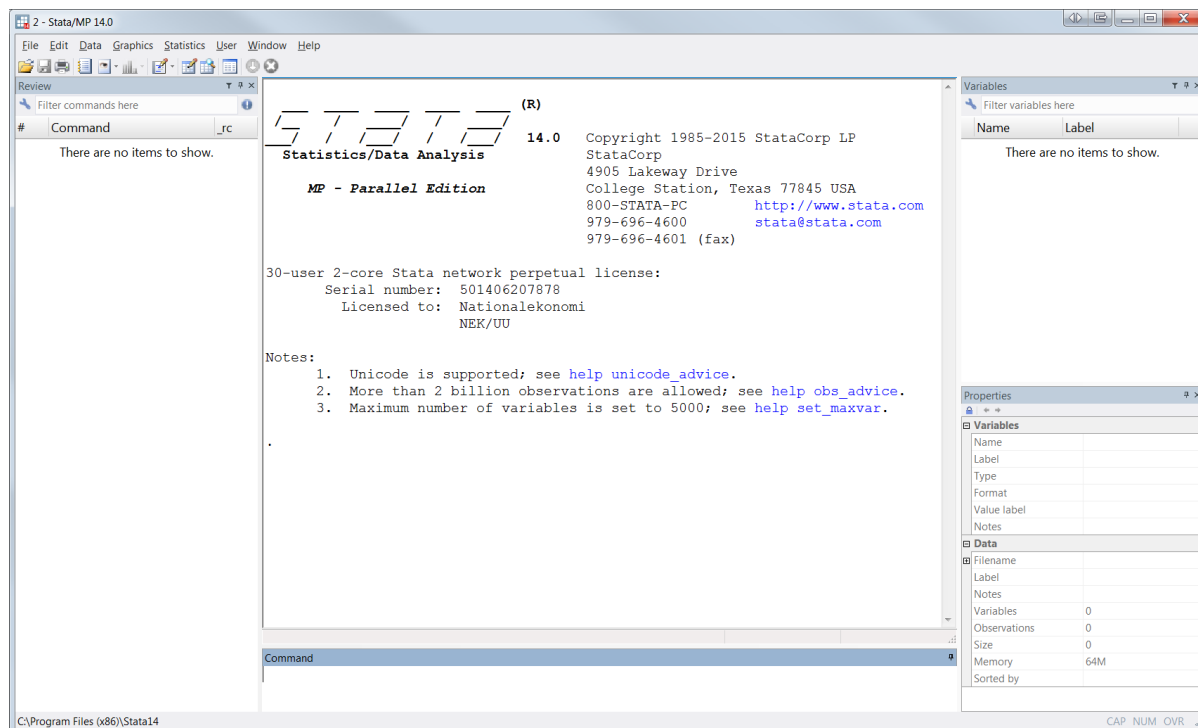 2 - Stata/MP 14.0
File Edit Data Graphics Statistics User Window Help
Review
Filter commands here
# Command _rc
There are no items to show.
(R)
STATA
14.0 Copyright 1985-2015 StataCorp LP
Statistics/Data Analysis StataCorp
4905 Lakeway Drive
MP - Parallel Edition College Station, Texas 77845 USA
800-STATA-PC http://www.stata.com
979-696-4600 stata@stata.com
979-696-4601 (fax)
30-user 2-core Stata network perpetual license:
Serial number: 501406207878
Licensed to: Nationalekonomi
NEK/UU
Notes:
1. Unicode is supported; see help unicode_advice.
2. More than 2 billion observations are allowed; see help obs_advice.
3. Maximum number of variables is set to 5000; see help set_maxvar.
.
Command
Variables
Filter variables here
Name Label
There are no items to show.
Properties
Variables
Name
Label
Type
Format
Value label
Notes
Data
Filename
Label
Notes
Variables 0
Observations 0
Size 0
Memory 64M
Sorted by
C:\Program Files (x86)\Stata14
CAP NUM OVR